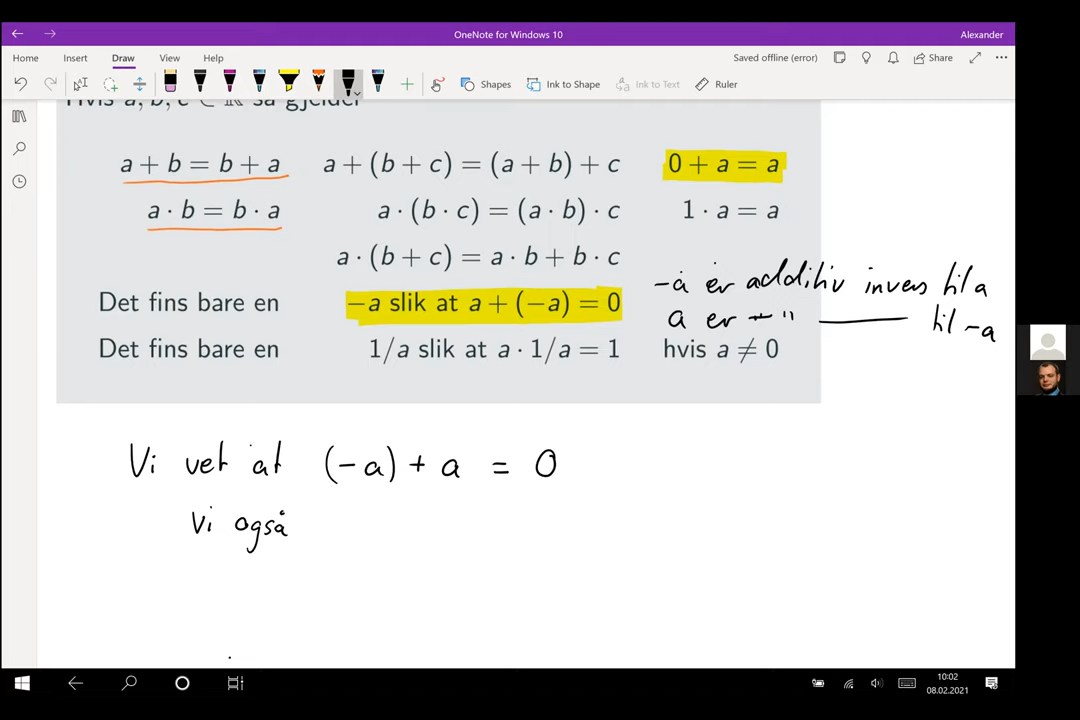 OneNote for Windows 10
Alexander
Home Insert Draw View Help
Saved offline (error) Share
Shapes Ink to Shape Ink to Text Ruler
Hvis a, b, c ⊂ ℝ så gjelder
a + b = b + a a + (b + c) = (a + b) + c 0 + a = a
a · b = b · a a · (b · c) = (a · b) · c 1 · a = a
a · (b + c) = a · b + b · c
-a er additiv invers til a
Det fins bare en −a slik at a + (−a) = 0
a er —"— til -a
Det fins bare en 1/a slik at a · 1/a = 1 hvis a ≠ 0
Vi vet at (-a) + a = 0
Vi også
10:02
08.02.2021